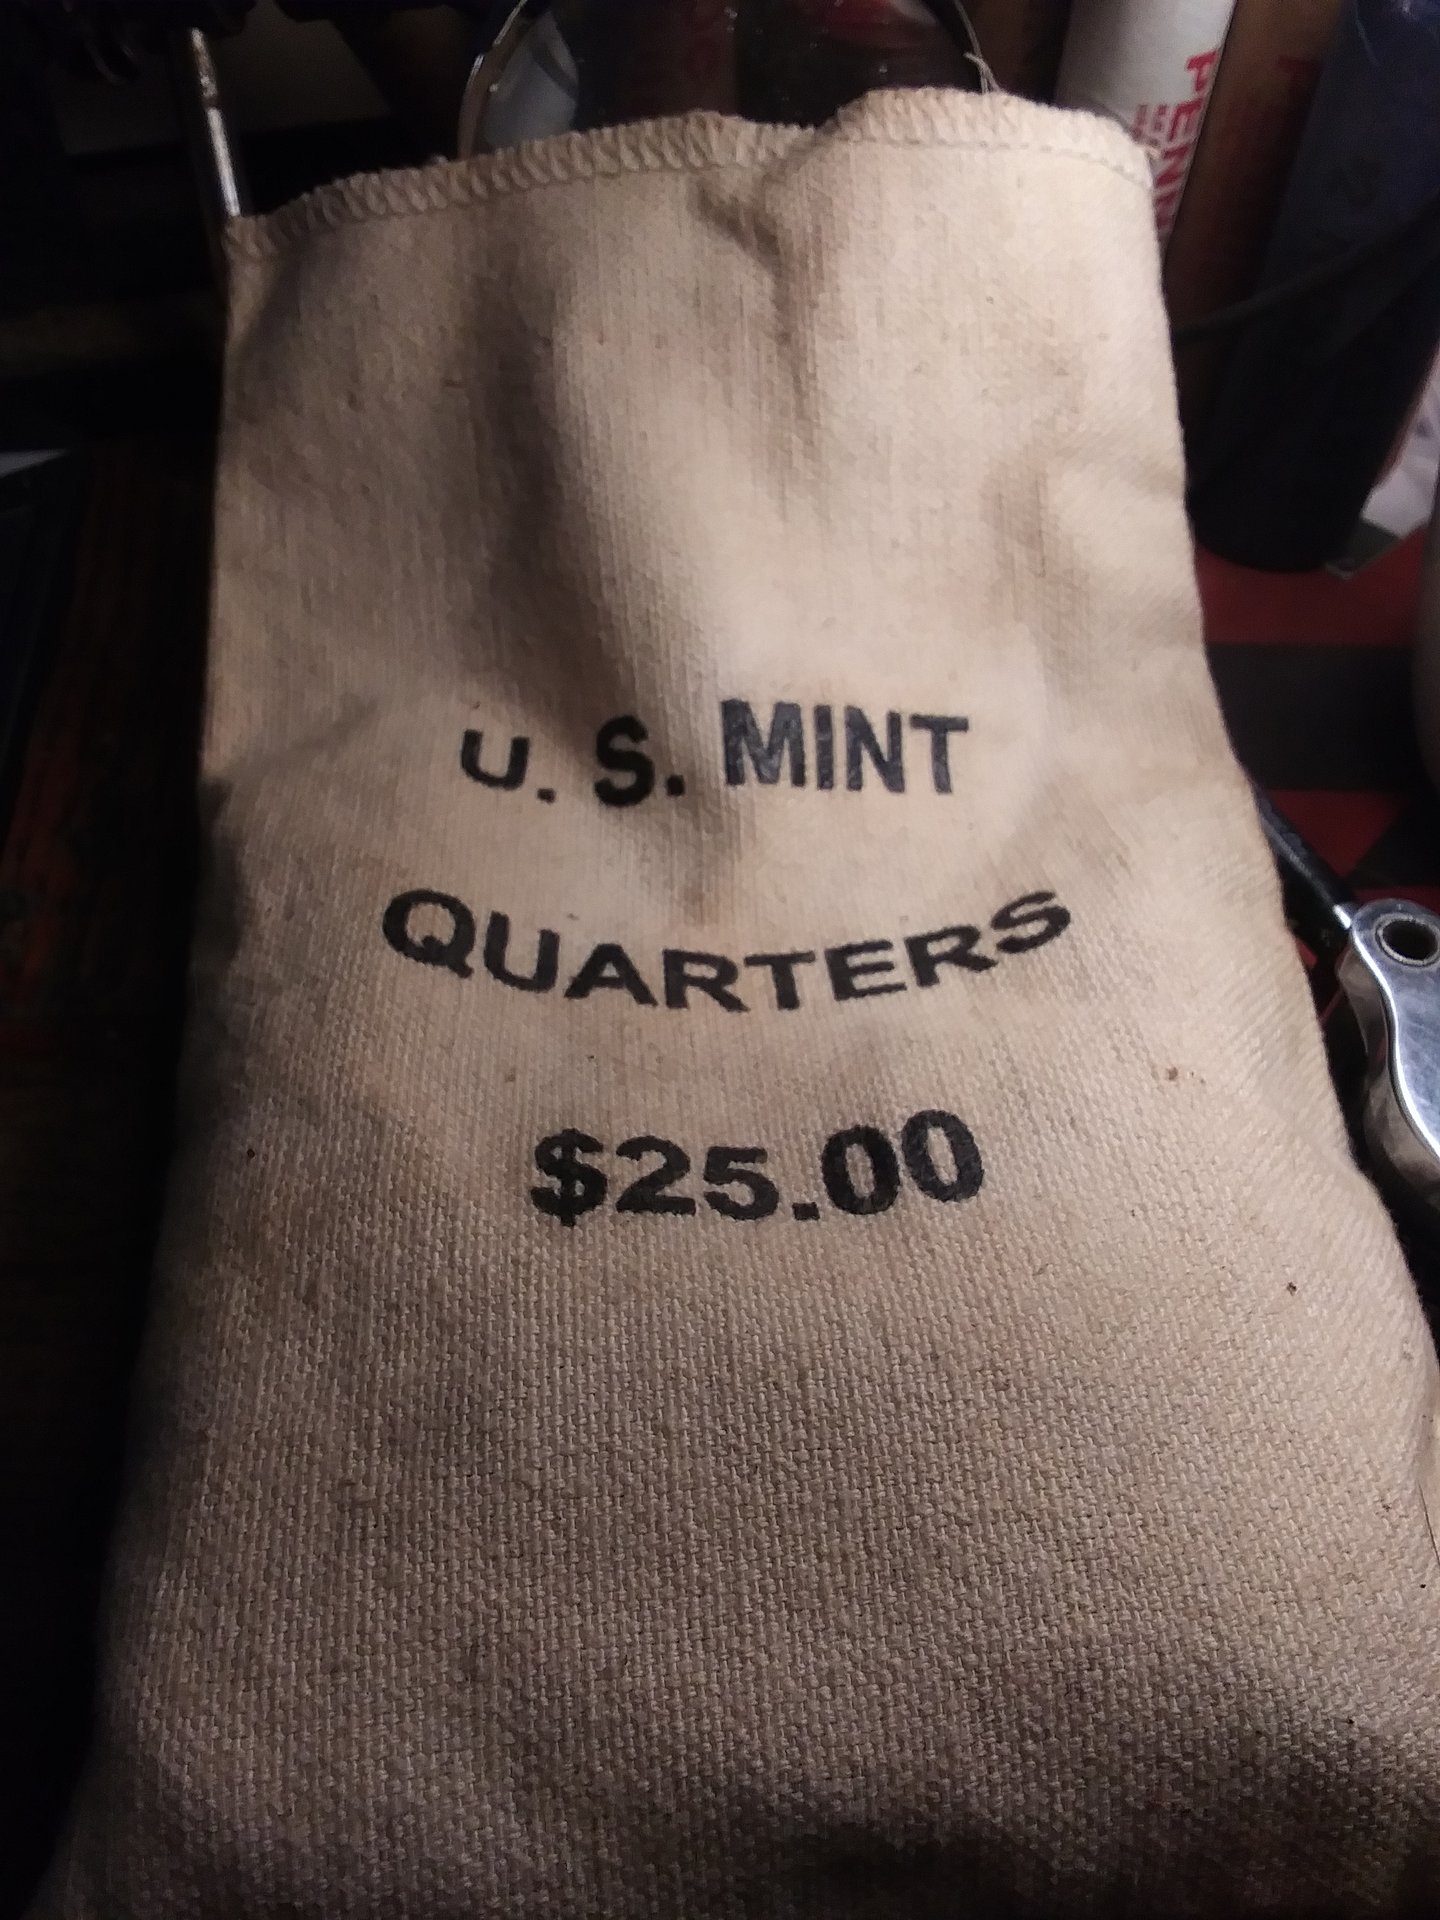 U. S. MINT
QUARTERS
$25.00